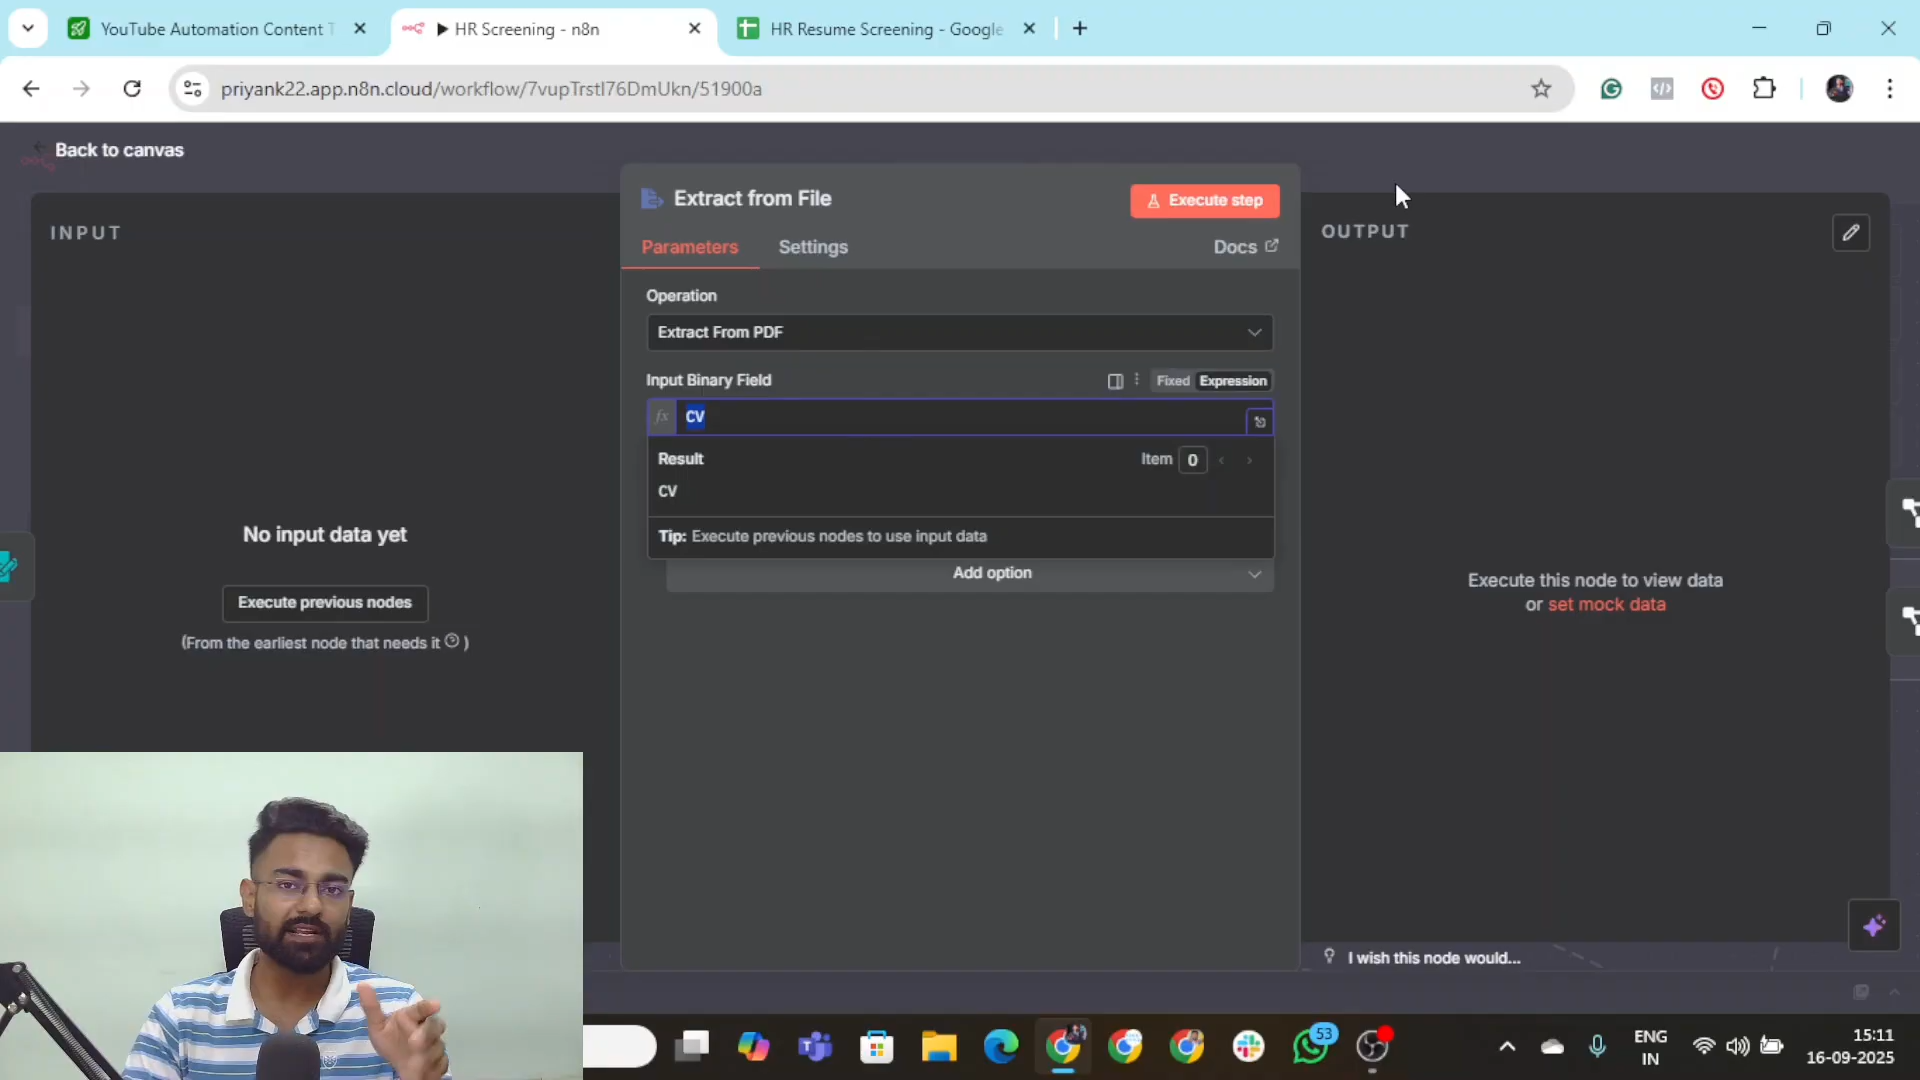 YouTube Automation Content T
HR Screening - n8n
HR Resume Screening - Google
priyank22.app.n8n.cloud/workflow/7vupTrstI76DmUkn/51900a
Back to canvas
INPUT
Extract from File
Execute step
OUTPUT
Parameters
Settings
Docs
Operation
Extract From PDF
Input Binary Field
Fixed
Expression
fx
CV
Result
Item
0
CV
Tip: Execute previous nodes to use input data
Add option
No input data yet
Execute previous nodes
(From the earliest node that needs it )
Execute this node to view data
or set mock data
I wish this node would...
53
ENG
IN
15:11
16-09-2025